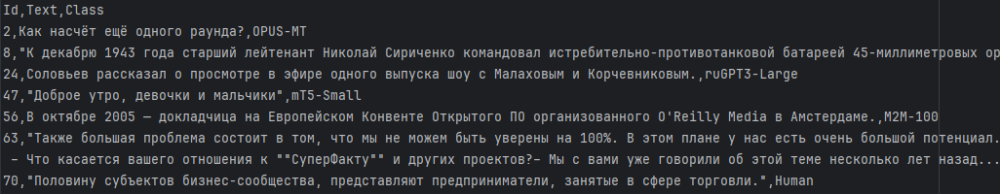 Id,Text,Class
2,Как насчёт ещё одного раунда?,OPUS-MT
8,"К декабрю 1943 года старший лейтенант Николай Сириченко командовал истребительно-противотанковой батареей 45-миллиметровых ор
24,Соловьев рассказал о просмотре в эфире одного выпуска шоу с Малаховым и Корчевниковым.,ruGPT3-Large
47,"Доброе утро, девочки и мальчики",mT5-Small
56,В октябре 2005 — докладчица на Европейском Конвенте Открытого ПО организованного O'Reilly Media в Амстердаме.,M2M-100
63,"Также большая проблема состоит в том, что мы не можем быть уверены на 100%. В этом плане у нас есть очень большой потенциал.
– Что касается вашего отношения к ""СуперФакту"" и других проектов?– Мы с вами уже говорили об этой теме несколько лет назад...
70,"Половину субъектов бизнес-сообщества, представляют предприниматели, занятые в сфере торговли.",Human